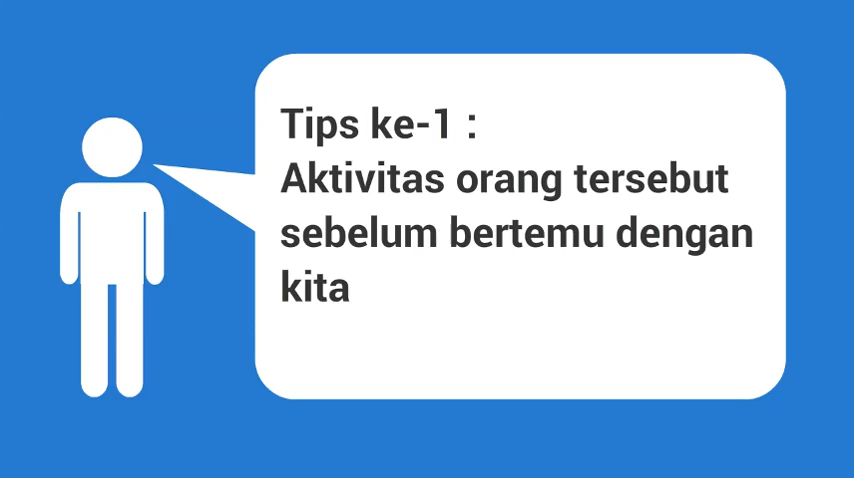 Tips ke-1 :
Aktivitas orang tersebut
sebelum bertemu dengan
kita